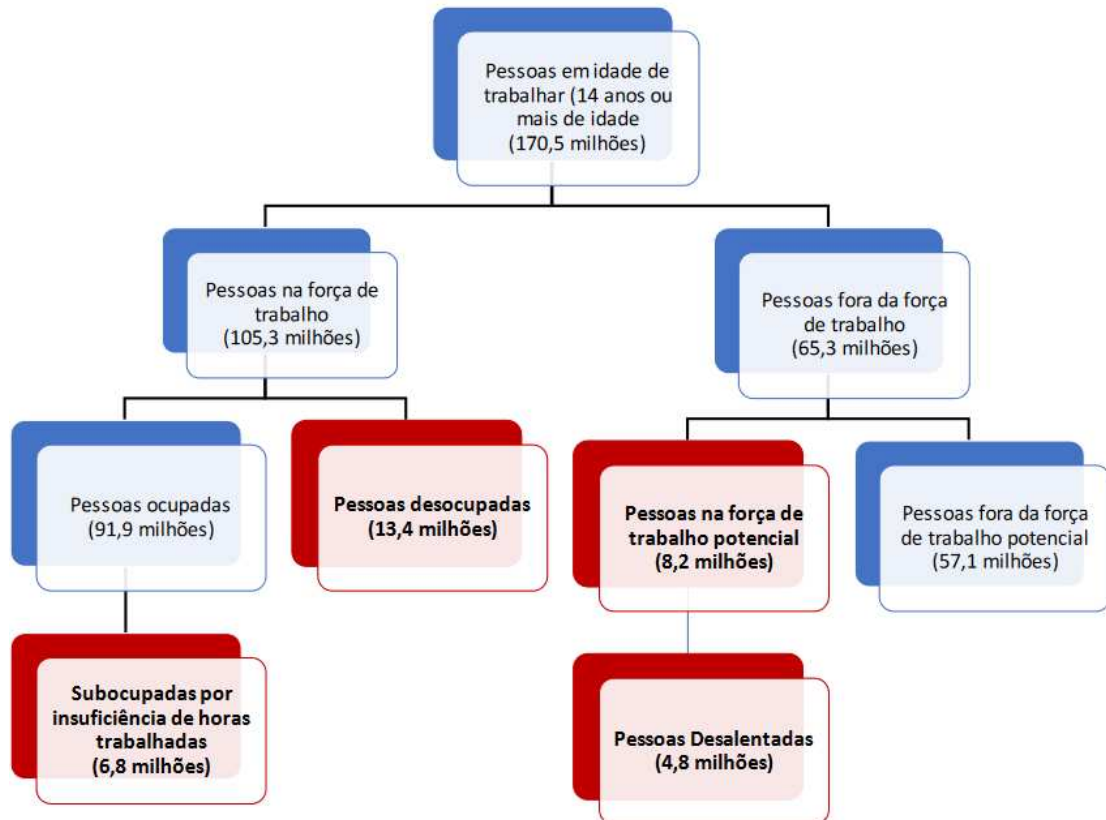 Pessoas em idade de
trabalhar (14 anos ou
mais de idade
(170,5 milhões)
Pessoas na força de
trabalho
(105,3 milhões)
Pessoas fora da força
de trabalho
(65,3 milhões)
Pessoas ocupadas
(91,9 milhões)
Pessoas desocupadas
(13,4 milhões)
Pessoas na força de
trabalho potencial
(8,2 milhões)
Pessoas fora da força
de trabalho potencial
(57,1 milhões)
Subocupadas por
insuficiência de horas
trabalhadas
(6,8 milhões)
Pessoas Desalentadas
(4,8 milhões)